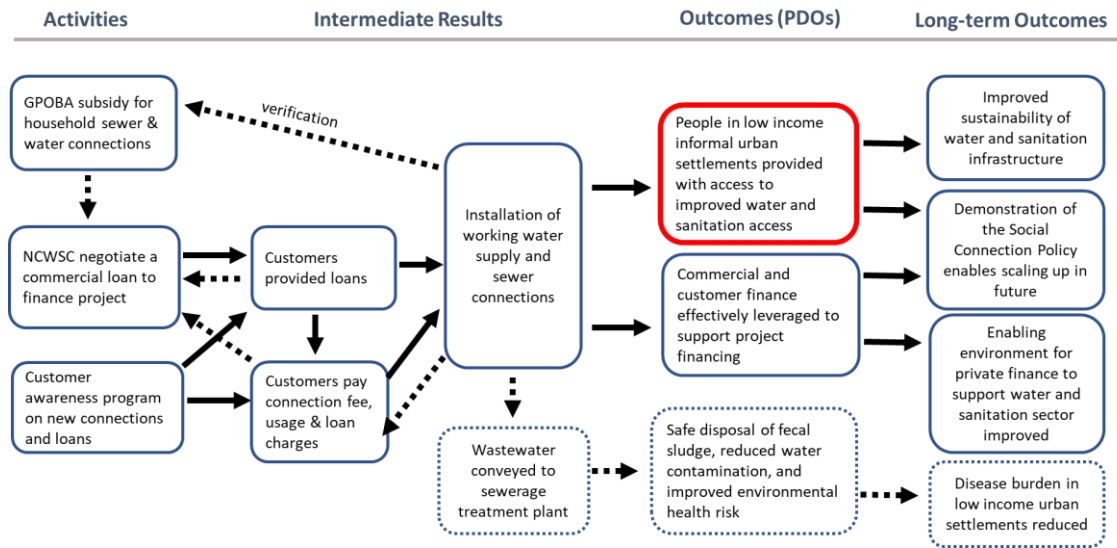 Activities
Intermediate Results
Outcomes (PDOs)
Long-term Outcomes
GPOBA subsidy for
household sewer &
water connections
verification
NCWSC negotiate a
commercial loan to
finance project
Customer
awareness program
on new connections
and loans
Customers
provided loans
Customers pay
connection fee,
usage & loan
charges
Installation of
working water
supply and
sewer
connections
Wastewater
conveyed to
sewerage
treatment plant
People in low income
informal urban
settlements provided
with access to
improved water and
sanitation access
Commercial and
customer finance
effectively leveraged to
support project
financing
Safe disposal of fecal
sludge, reduced water
contamination, and
improved environmental
health risk
Improved
sustainability of
water and sanitation
infrastructure
Demonstration of
the Social
Connection Policy
enables scaling up in
future
Enabling
environment for
private finance to
support water and
sanitation sector
improved
Disease burden in
low income urban
settlements reduced